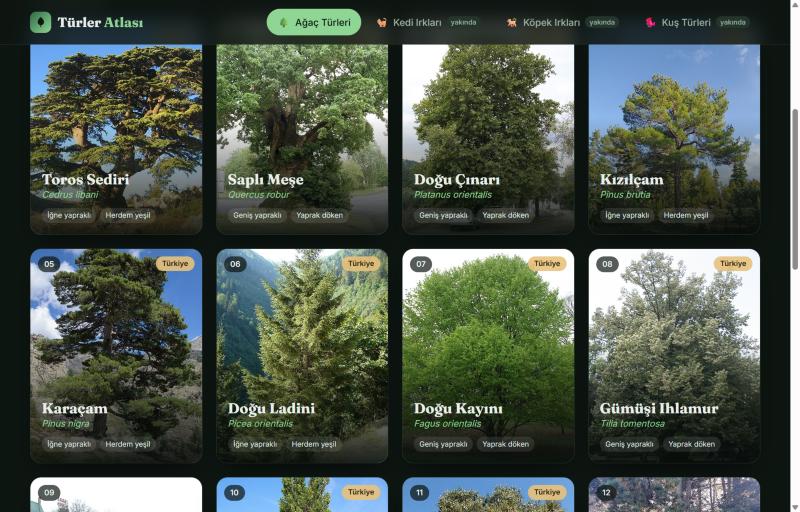 Türler Atlası
Ağaç Türleri
Kedi Irkları yakında
Köpek Irkları yakında
Kuş Türleri yakında
Toros Sediri
Cedrus libani
İğne yapraklı Herdem yeşil
Saplı Meşe
Quercus robur
Geniş yapraklı Yaprak döken
Doğu Çınarı
Platanus orientalis
Geniş yapraklı Yaprak döken
Kızılçam
Pinus brutia
İğne yapraklı Herdem yeşil
05 Türkiye
Karaçam
Pinus nigra
İğne yapraklı Herdem yeşil
06 Türkiye
Doğu Ladini
Picea orientalis
İğne yapraklı Herdem yeşil
07 Türkiye
Doğu Kayını
Fagus orientalis
Geniş yapraklı Yaprak döken
08 Türkiye
Gümüşi Ihlamur
Tilia tomentosa
Geniş yapraklı Yaprak döken
09
10 Türkiye
11 Türkiye
12